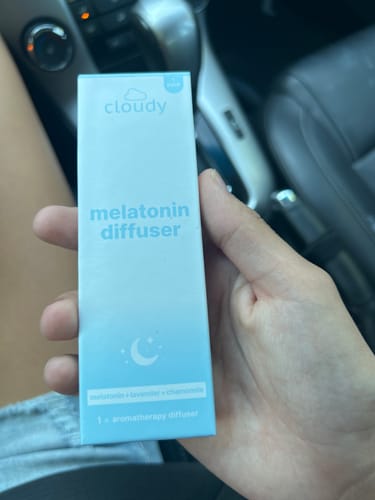 cloudy
melatonin
diffuser
melatonin + lavender + chamomile
1 x aromatherapy diffuser